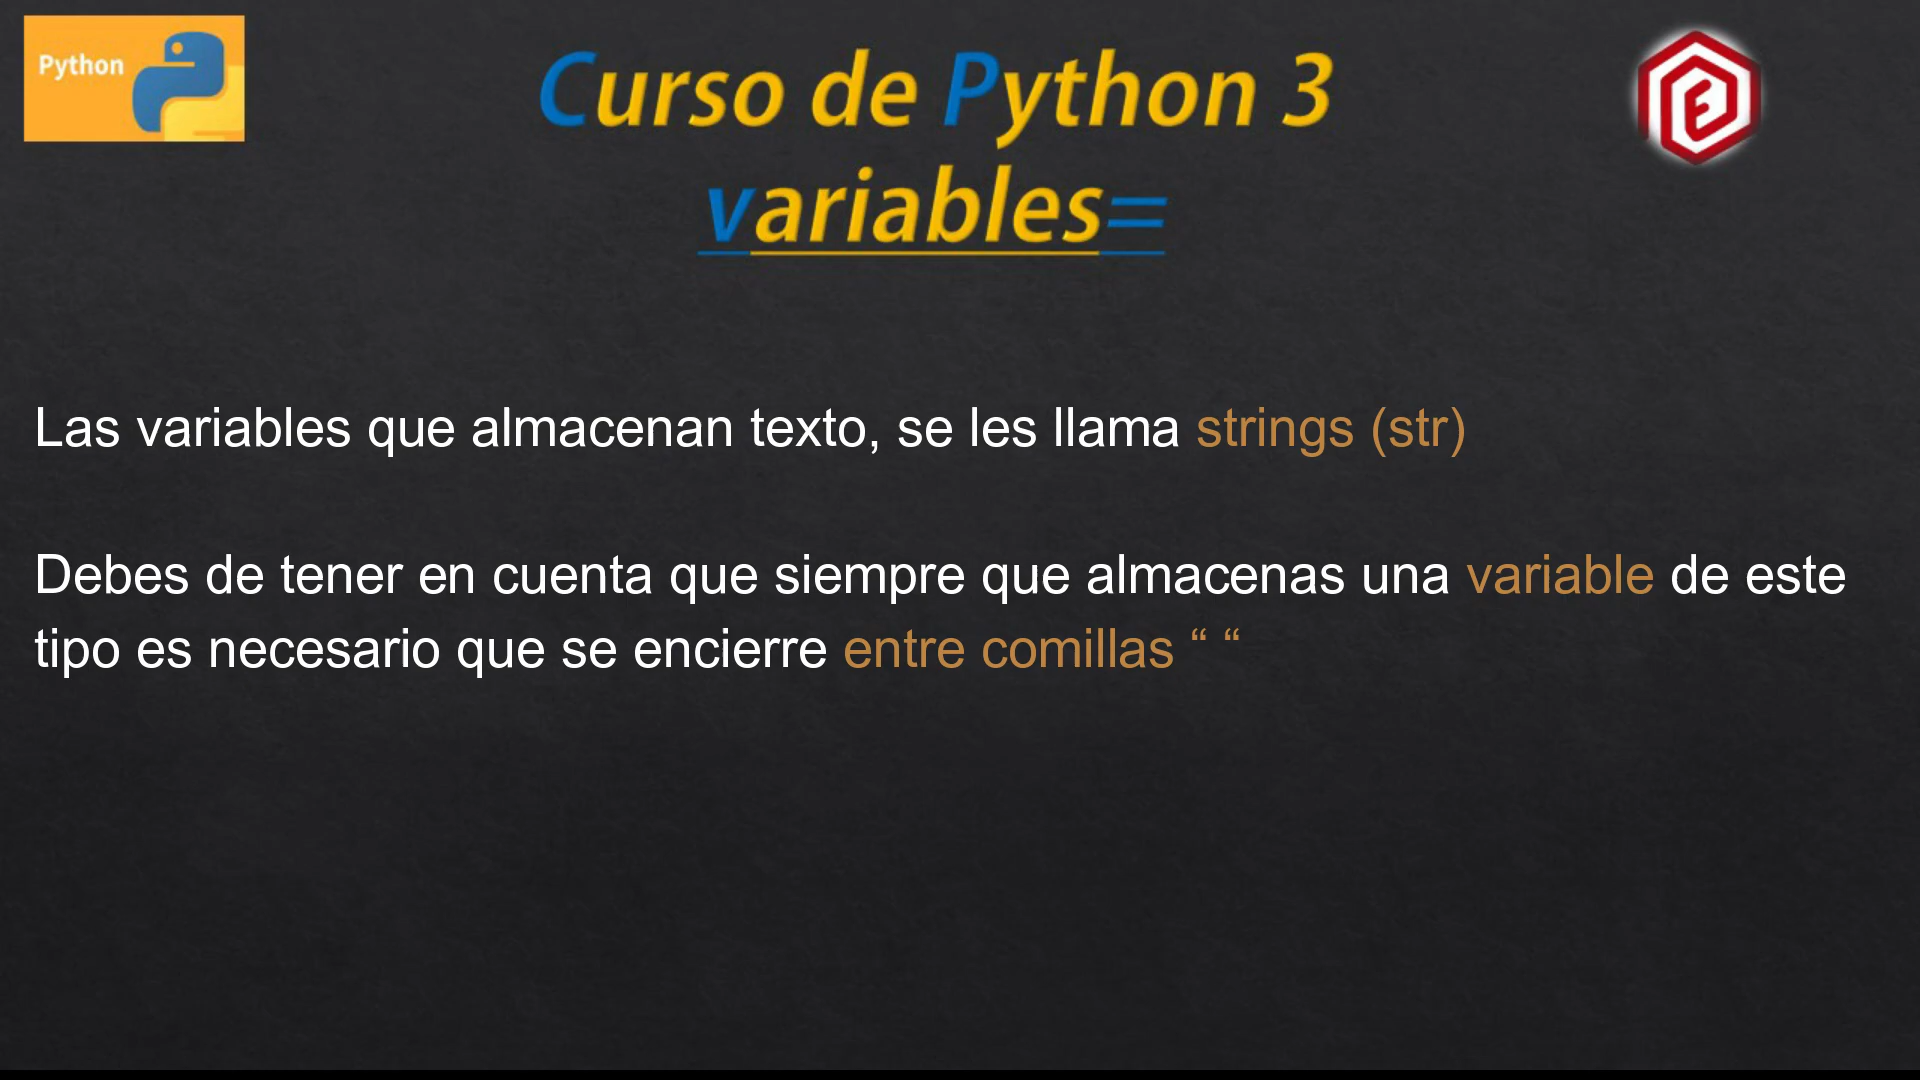 Python
Curso de Python 3
variables=
Las variables que almacenan texto, se les llama strings (str)
Debes de tener en cuenta que siempre que almacenas una variable de este
tipo es necesario que se encierre entre comillas “ “